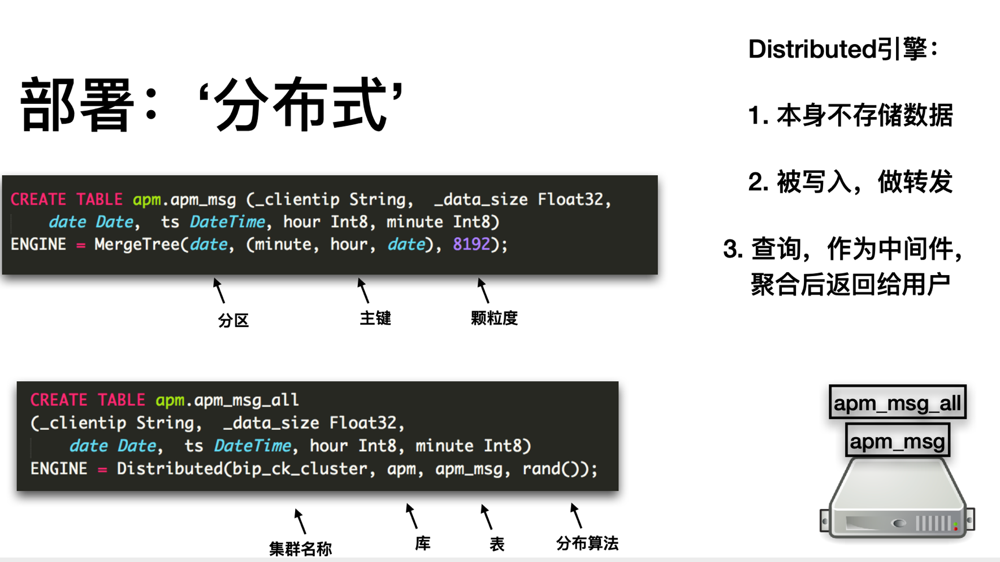 部署：‘分布式’
CREATE TABLE apm.apm_msg (_clientip String,  _data_size Float32,
date Date,  ts DateTime, hour Int8, minute Int8)
ENGINE = MergeTree(date, (minute, hour, date), 8192);
分区
主键
颗粒度
CREATE TABLE apm.apm_msg_all
(_clientip String,  _data_size Float32,
date Date,  ts DateTime, hour Int8, minute Int8)
ENGINE = Distributed(bip_ck_cluster, apm, apm_msg, rand());
集群名称
库
表
分布算法
Distributed引擎：
1. 本身不存储数据
2. 被写入，做转发
3. 查询，作为中间件，
聚合后返回给用户
apm_msg_all
apm_msg